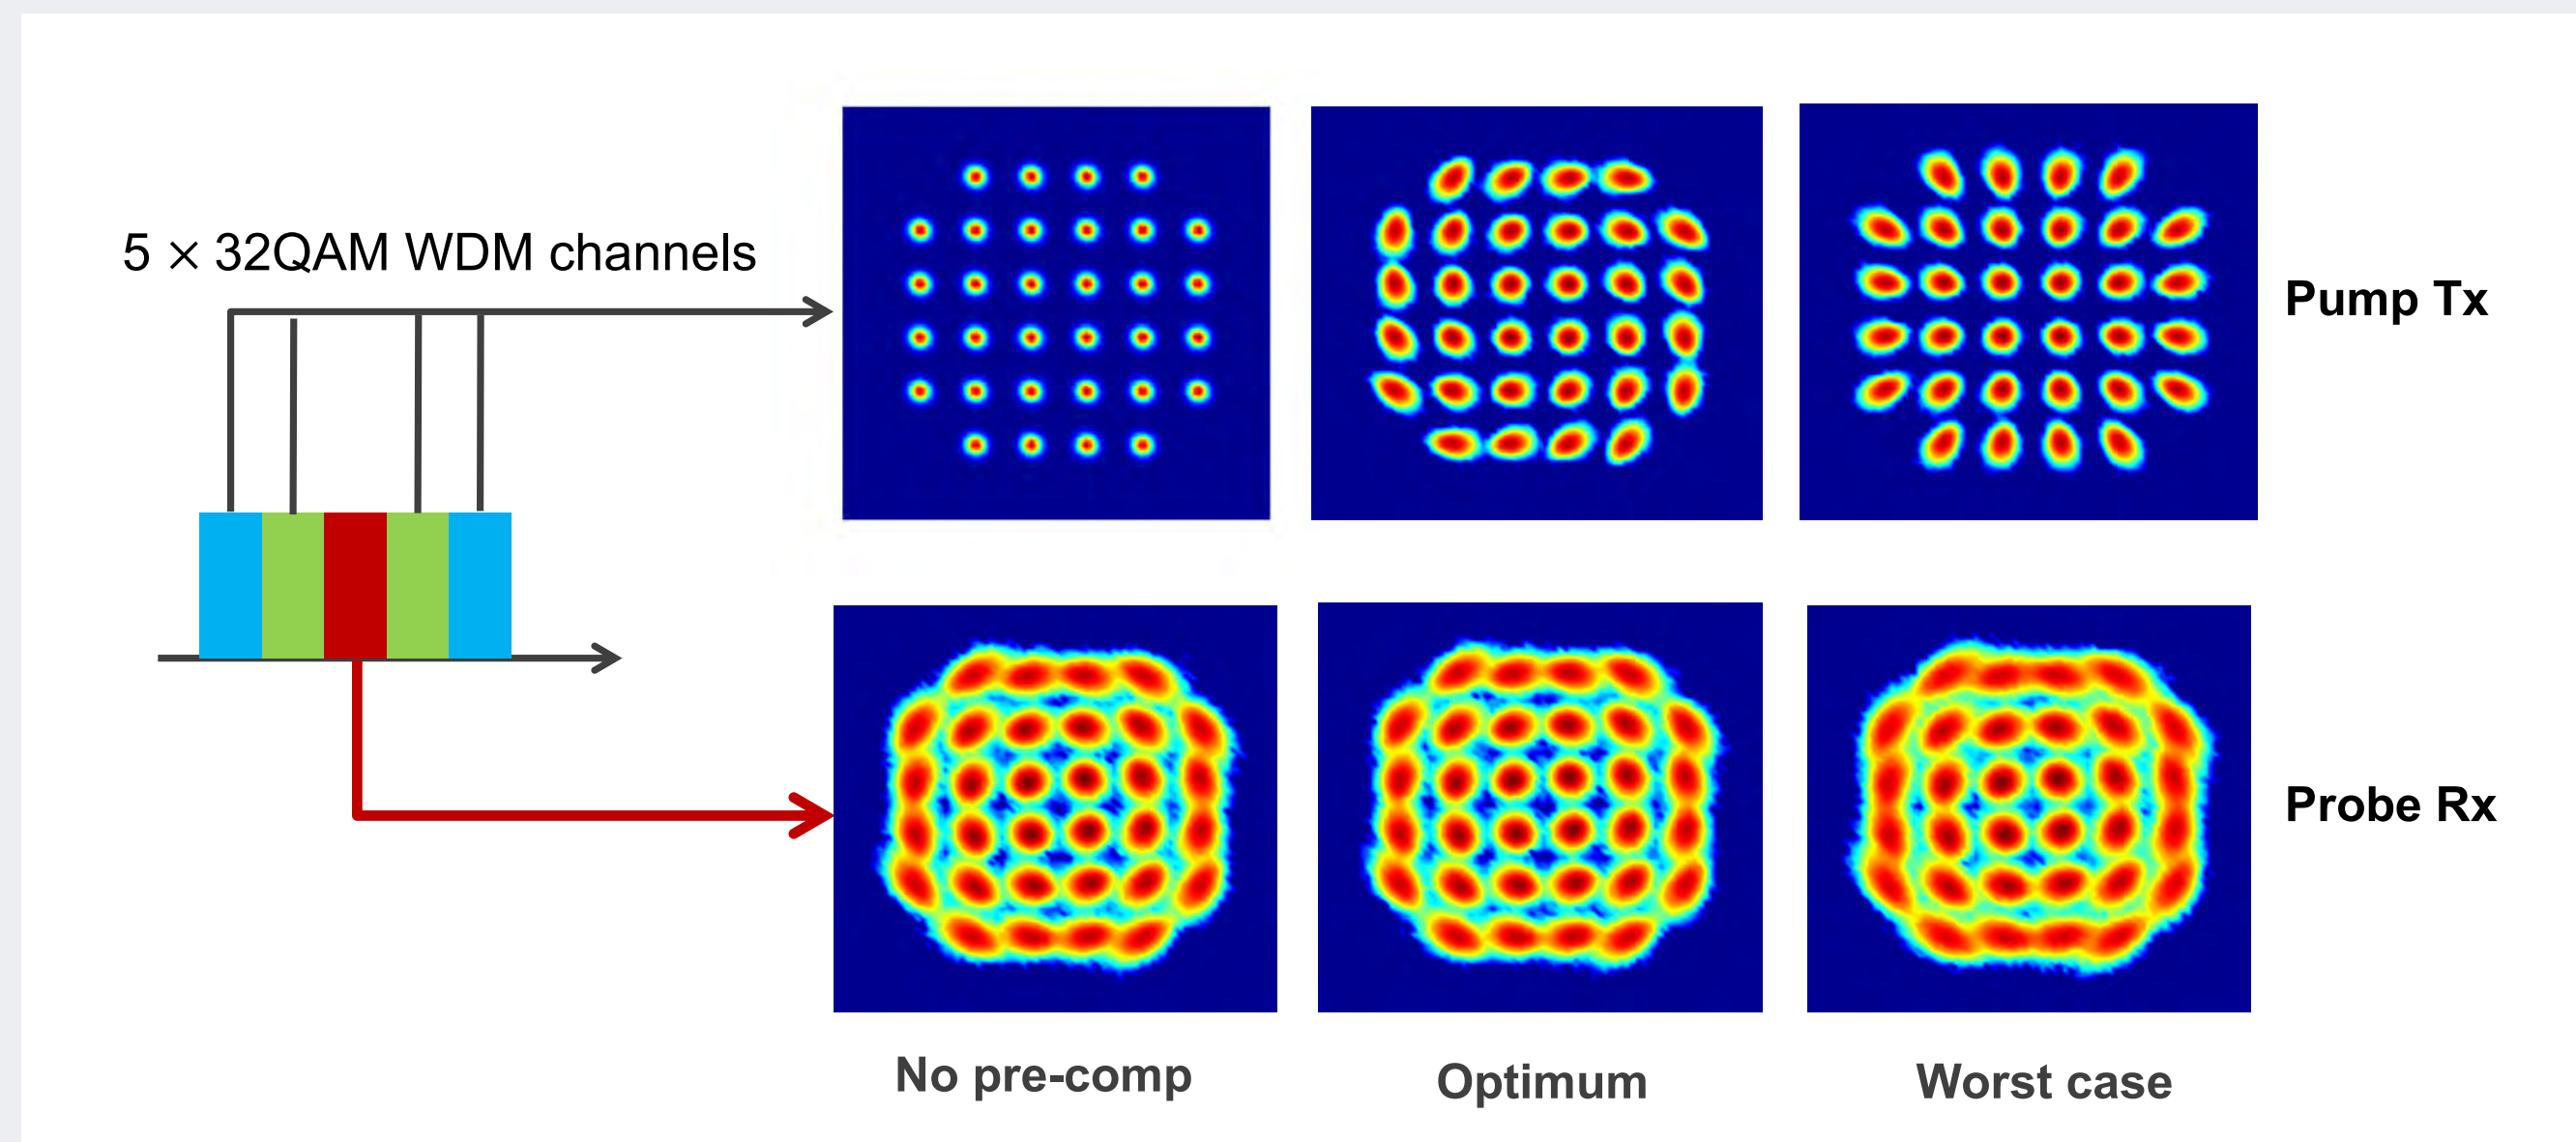 5 × 32QAM WDM channels
Pump Tx
Probe Rx
No pre-comp
Optimum
Worst case